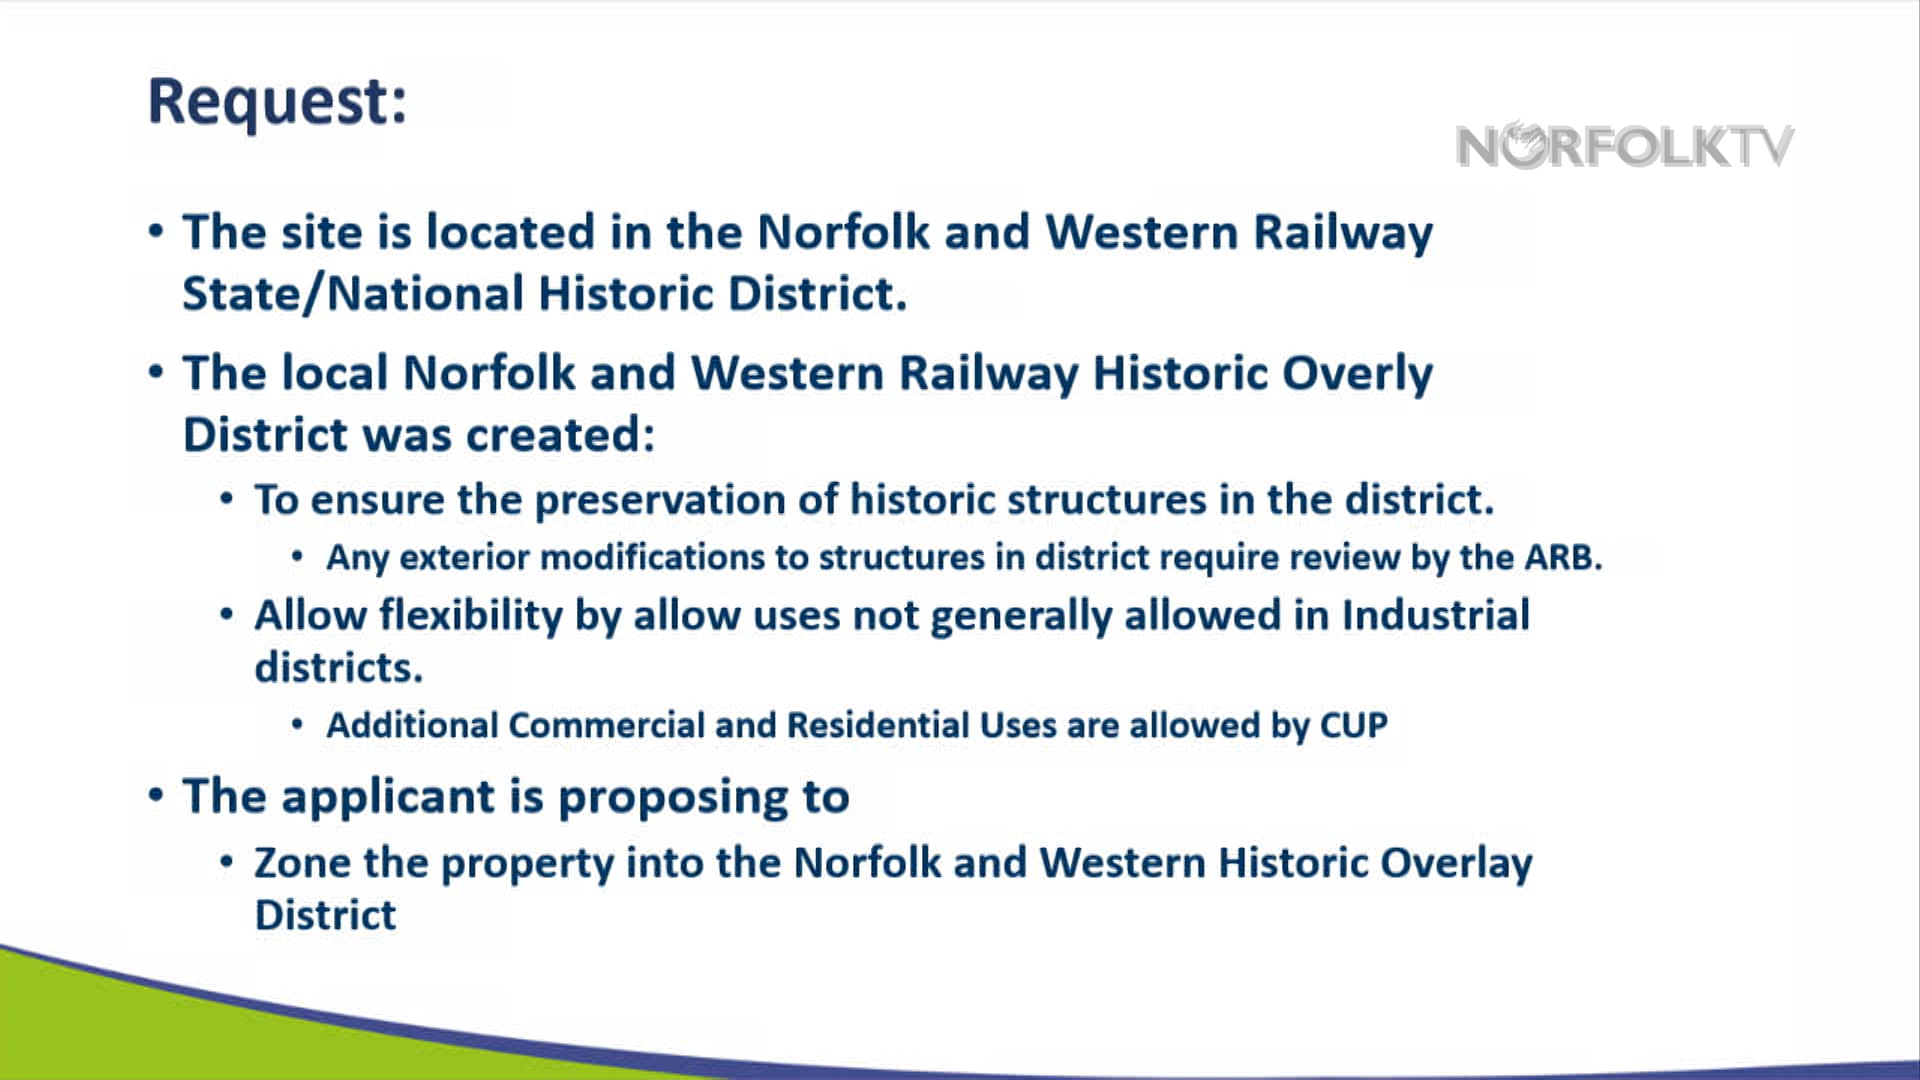 Request:
NORFOLKTV
• The site is located in the Norfolk and Western Railway
State/National Historic District.
• The local Norfolk and Western Railway Historic Overly
District was created:
• To ensure the preservation of historic structures in the district.
• Any exterior modifications to structures in district require review by the ARB.
• Allow flexibility by allow uses not generally allowed in Industrial
districts.
• Additional Commercial and Residential Uses are allowed by CUP
• The applicant is proposing to
• Zone the property into the Norfolk and Western Historic Overlay
District